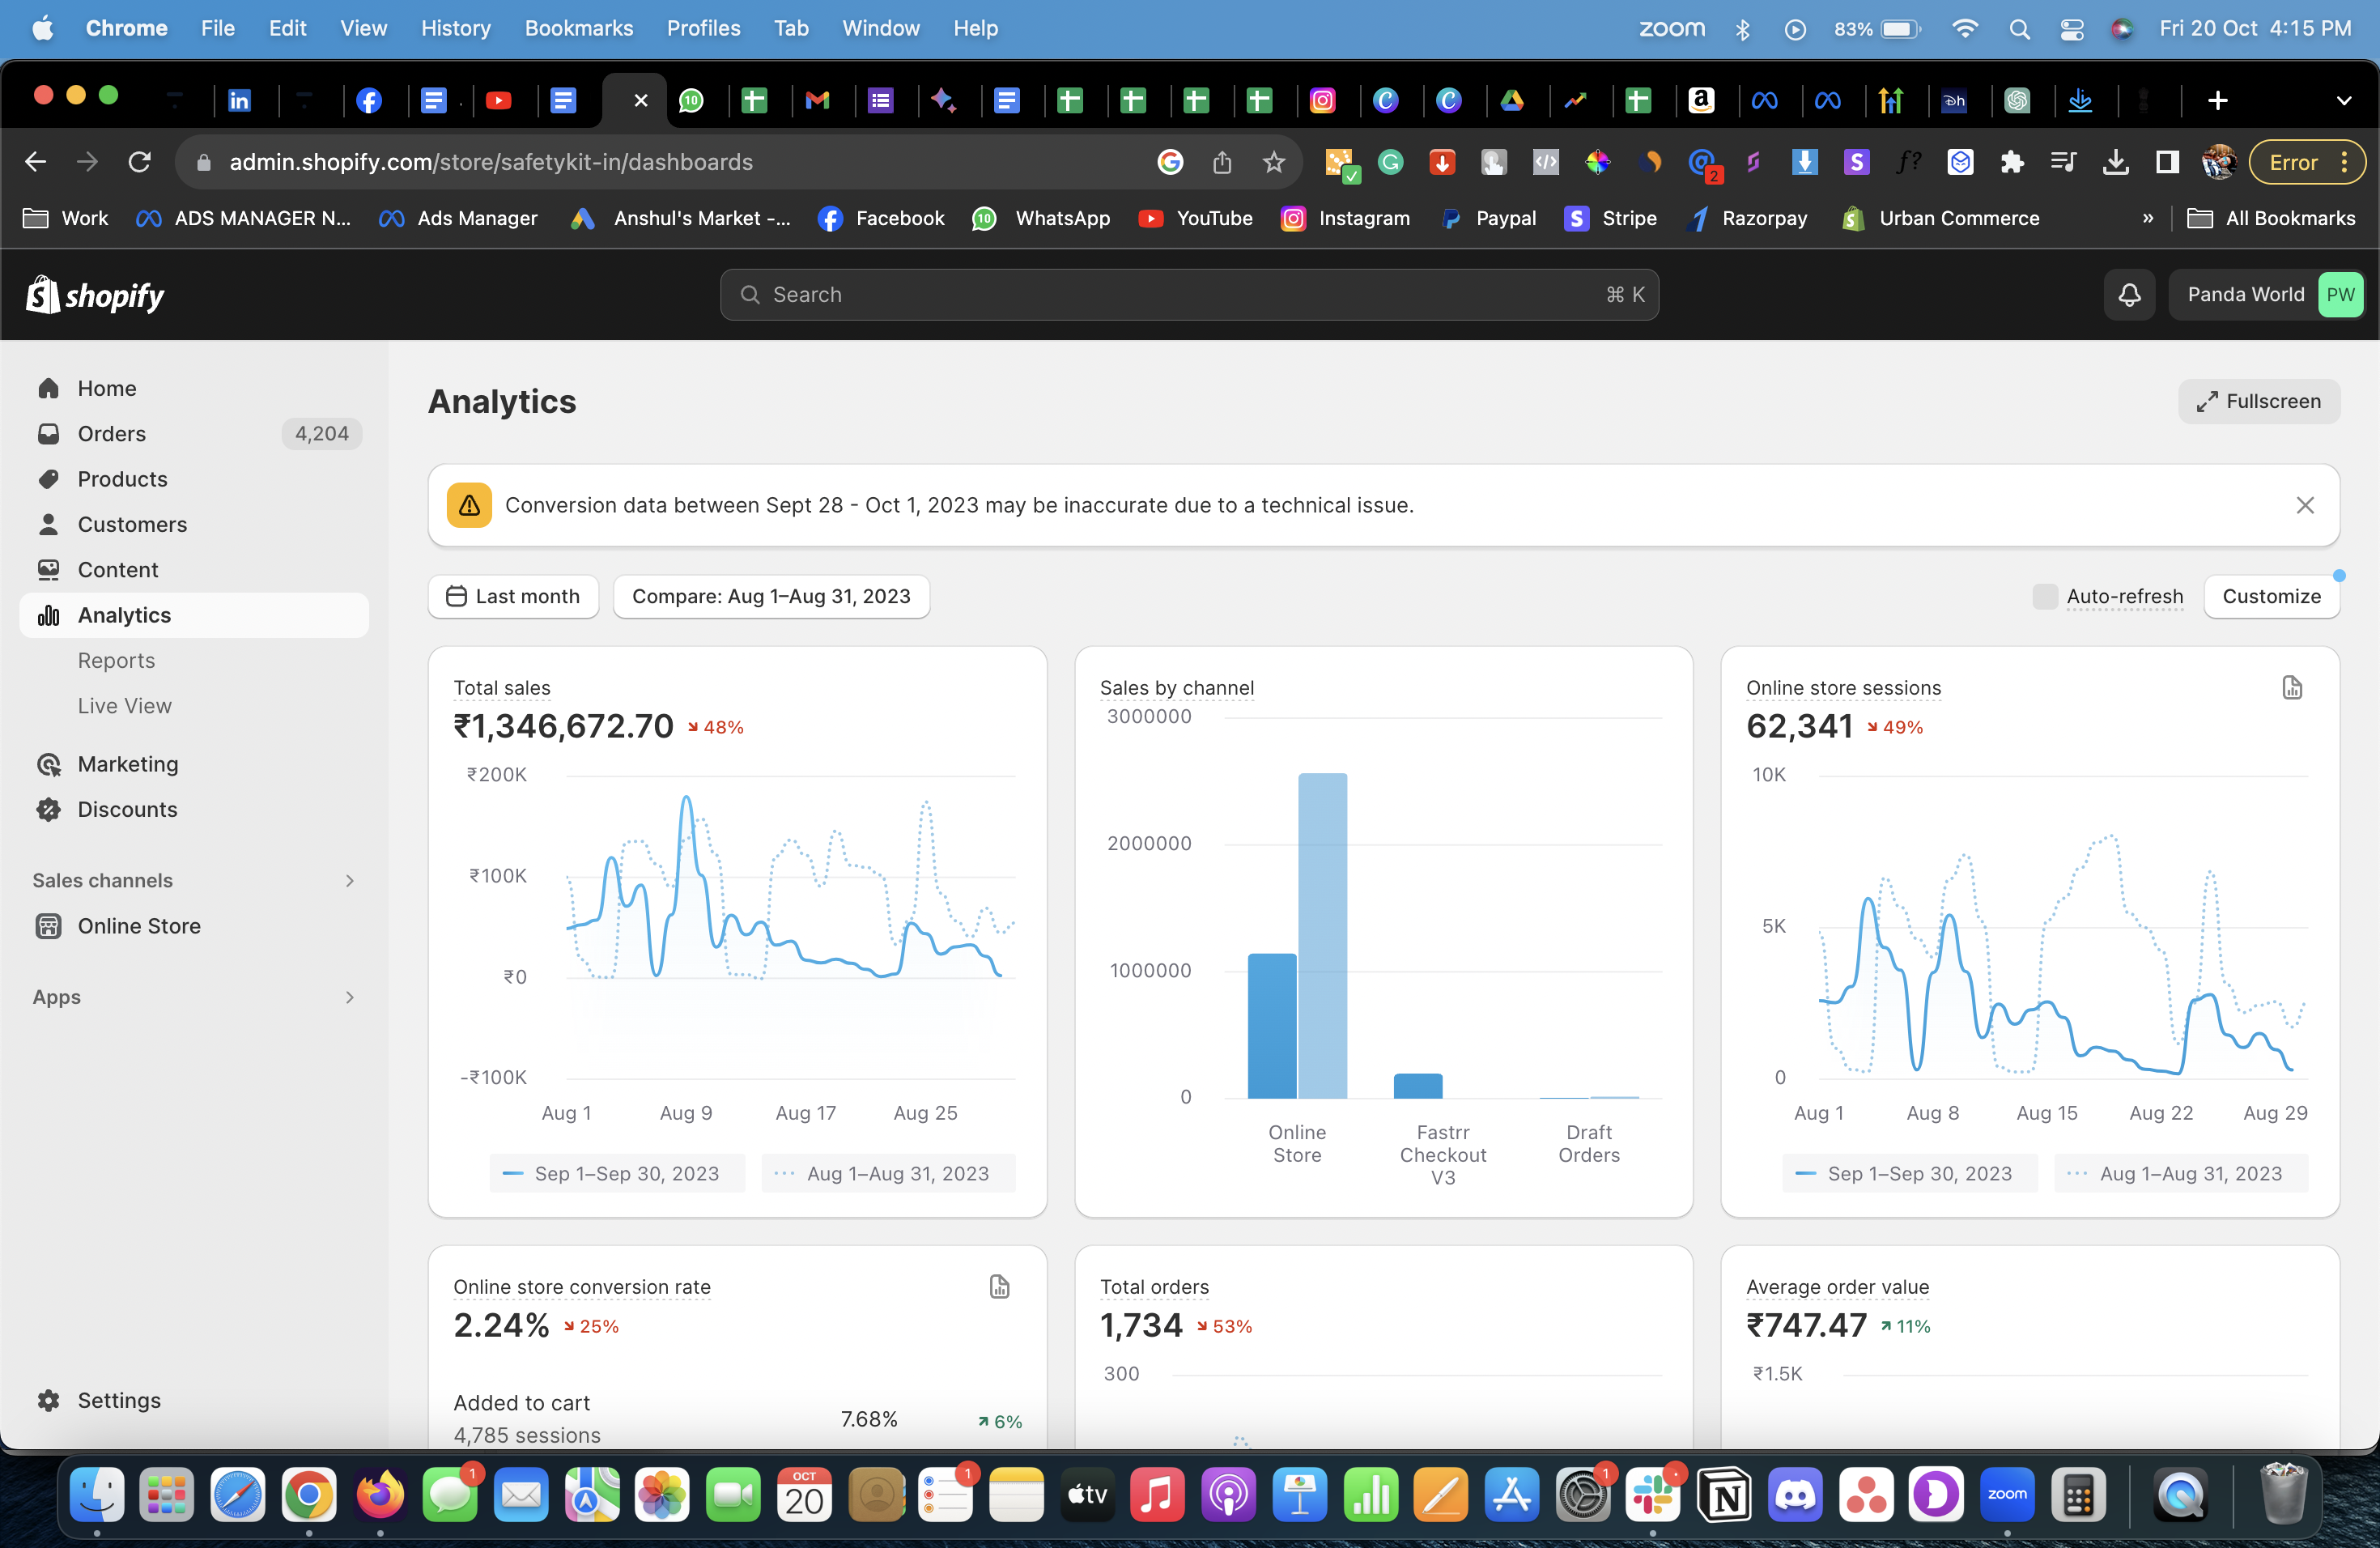 Chrome File Edit View History Bookmarks Profiles Tab Window Help
zoom 83% Fri 20 Oct 4:15 PM
admin.shopify.com/store/safetykit-in/dashboards
Error
Work ADS MANAGER N... Ads Manager Anshul's Market -... Facebook WhatsApp YouTube Instagram Paypal Stripe Razorpay Urban Commerce » All Bookmarks
shopify
Search ⌘ K
Panda World PW
Home
Orders 4,204
Products
Customers
Content
Analytics
Reports
Live View
Marketing
Discounts
Sales channels
Online Store
Apps
Settings
Analytics
Fullscreen
Conversion data between Sept 28 - Oct 1, 2023 may be inaccurate due to a technical issue.
Last month
Compare: Aug 1–Aug 31, 2023
Auto-refresh
Customize
Total sales
₹1,346,672.70 48%
₹200K
₹100K
₹0
-₹100K
Aug 1 Aug 9 Aug 17 Aug 25
Sep 1–Sep 30, 2023 Aug 1–Aug 31, 2023
Sales by channel
3000000
2000000
1000000
0
Online
Store
Fastrr
Checkout
V3
Draft
Orders
Online store sessions
62,341 49%
10K
5K
0
Aug 1 Aug 8 Aug 15 Aug 22 Aug 29
Sep 1–Sep 30, 2023 Aug 1–Aug 31, 2023
Online store conversion rate
2.24% 25%
Added to cart
4,785 sessions
7.68% 6%
Total orders
1,734 53%
300
Average order value
₹747.47 11%
₹1.5K
OCT
20
tv
zoom